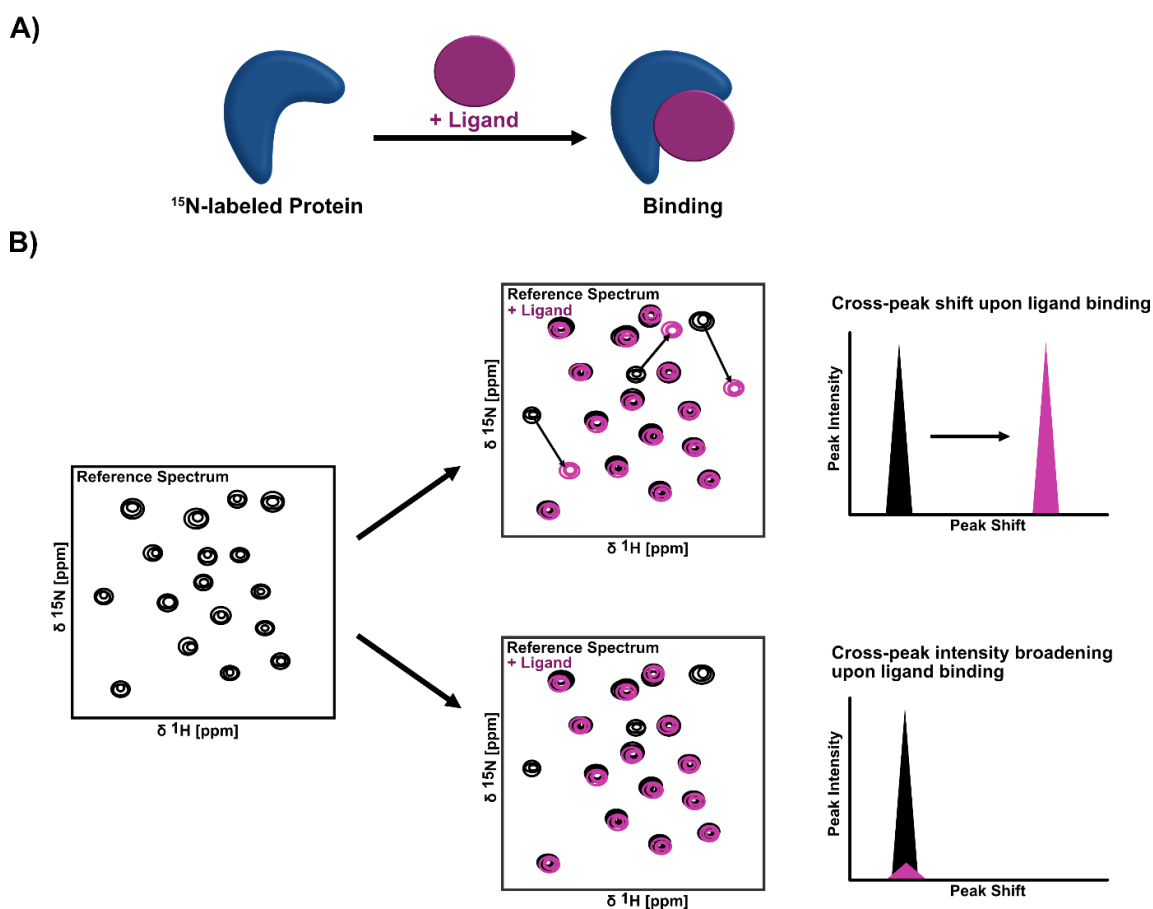 A)
+ Ligand
¹⁵N-labeled Protein
Binding
B)
Reference Spectrum
δ ¹⁵N [ppm]
δ ¹H [ppm]
Reference Spectrum
+ Ligand
δ ¹⁵N [ppm]
δ ¹H [ppm]
Cross-peak shift upon ligand binding
Peak Intensity
Peak Shift
Reference Spectrum
+ Ligand
δ ¹⁵N [ppm]
δ ¹H [ppm]
Cross-peak intensity broadening
upon ligand binding
Peak Intensity
Peak Shift